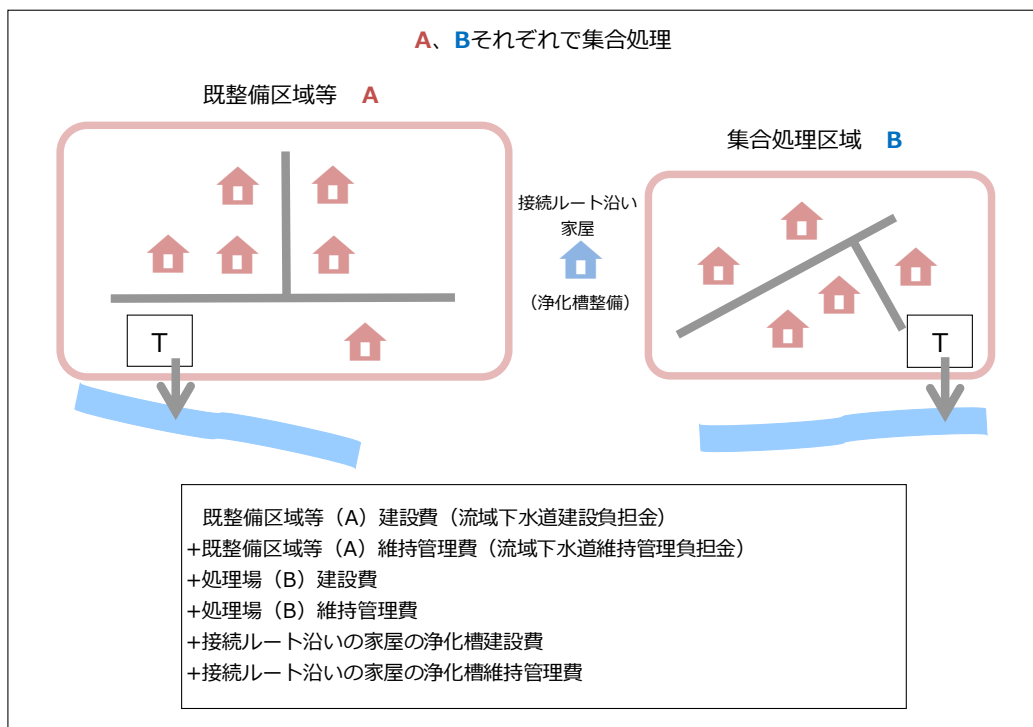 A、Bそれぞれで集合処理
既整備区域等 A
集合処理区域 B
接続ルート沿い
家屋
(浄化槽整備)
T
T
既整備区域等(A)建設費(流域下水道建設負担金)
+既整備区域等(A)維持管理費(流域下水道維持管理負担金)
+処理場(B)建設費
+処理場(B)維持管理費
+接続ルート沿いの家屋の浄化槽建設費
+接続ルート沿いの家屋の浄化槽維持管理費